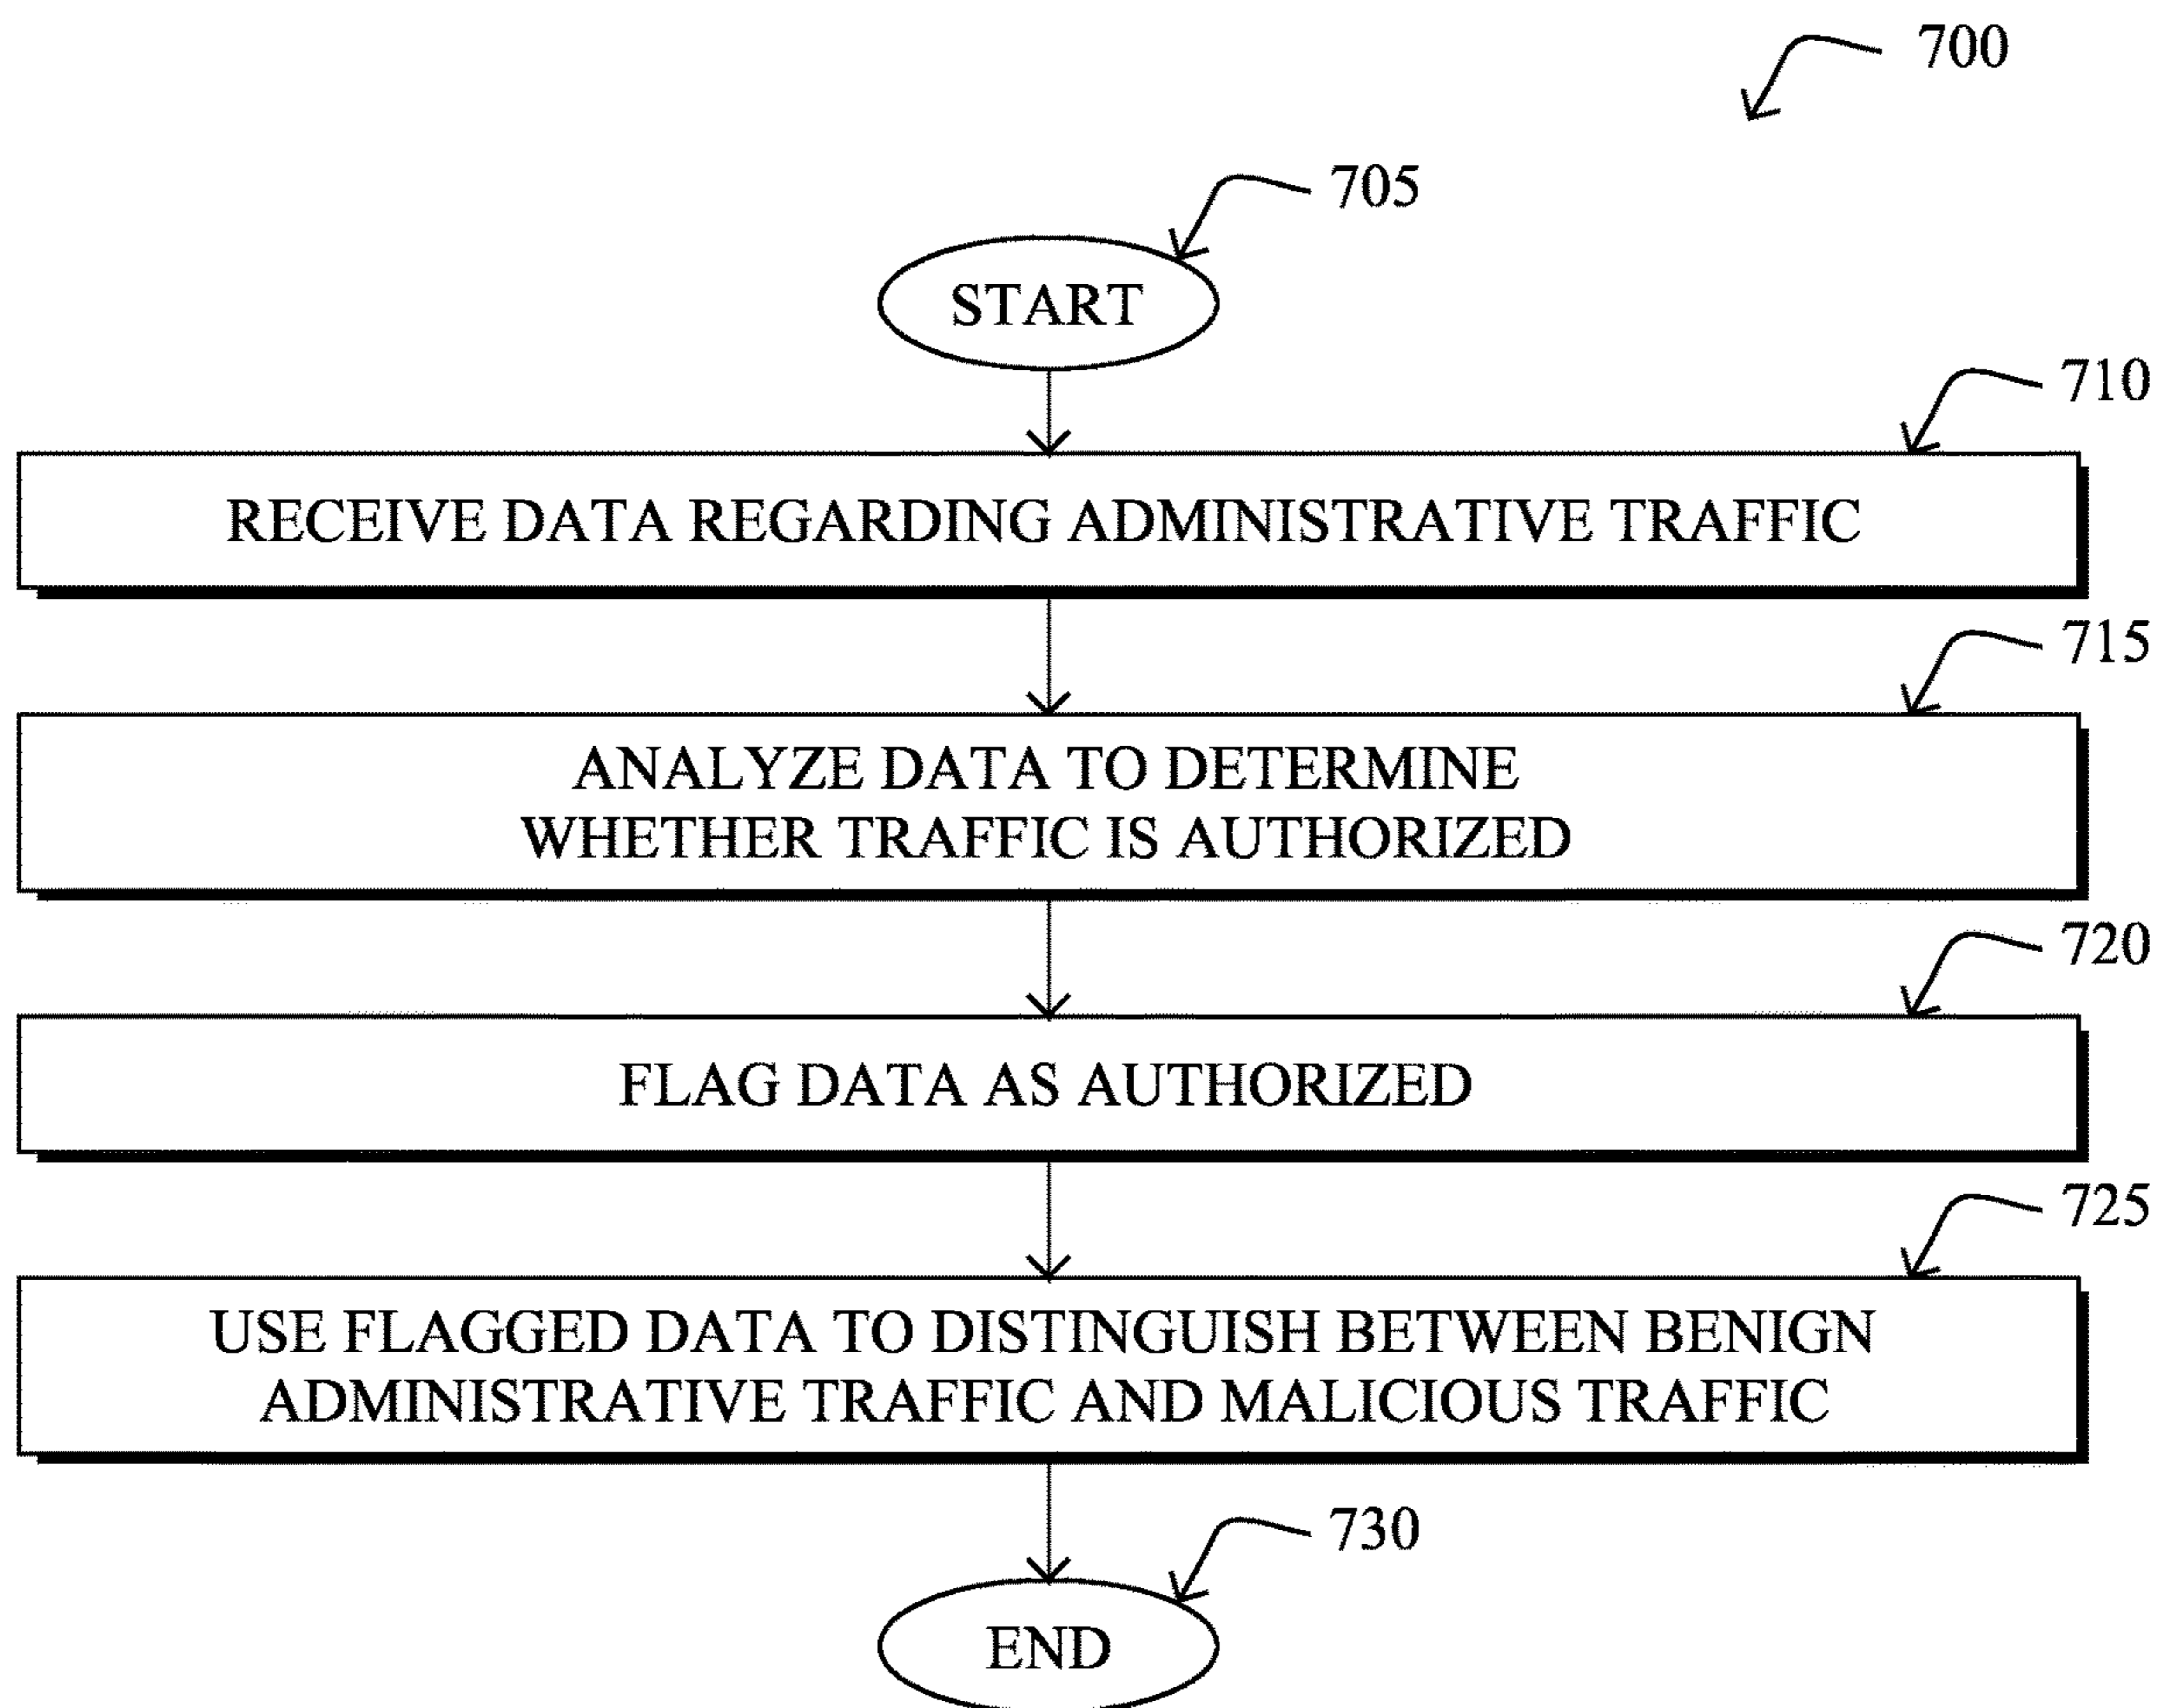 700
705
START
710
RECEIVE DATA REGARDING ADMINISTRATIVE TRAFFIC
715
ANALYZE DATA TO DETERMINE
WHETHER TRAFFIC IS AUTHORIZED
720
FLAG DATA AS AUTHORIZED
725
USE FLAGGED DATA TO DISTINGUISH BETWEEN BENIGN
ADMINISTRATIVE TRAFFIC AND MALICIOUS TRAFFIC
730
END